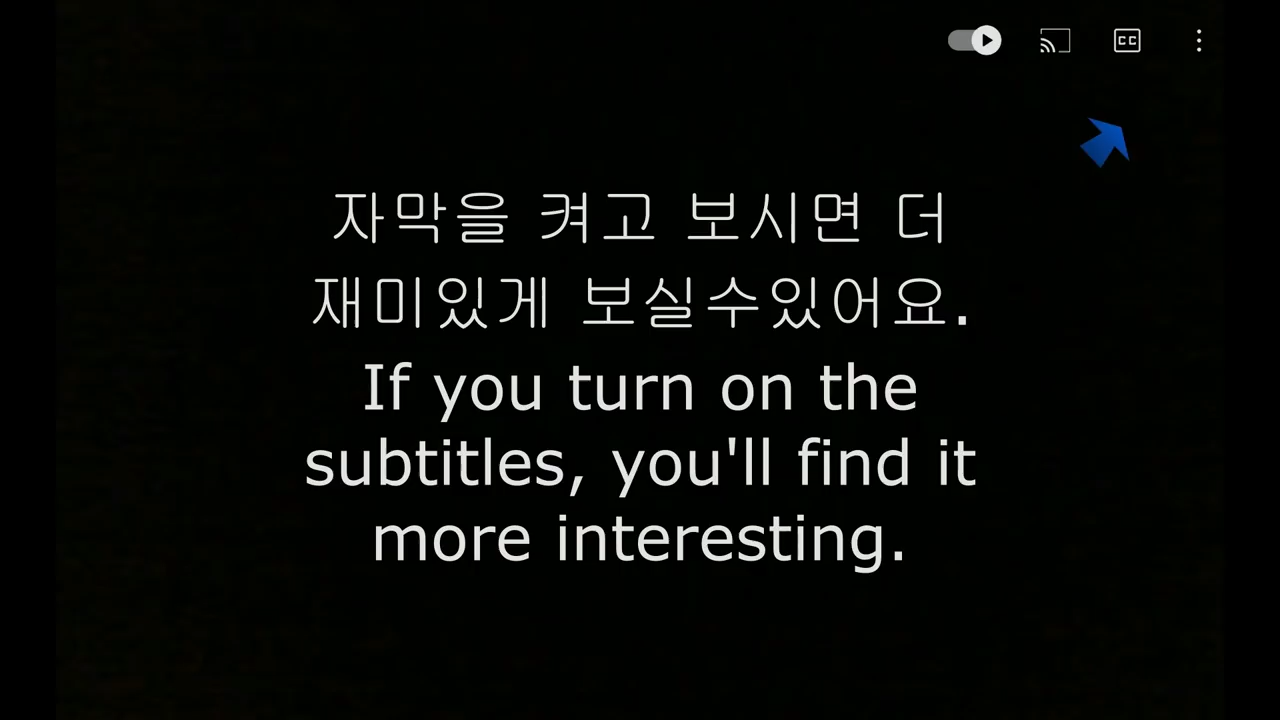 CC
자막을 켜고 보시면 더
재미있게 보실수있어요.
If you turn on the
subtitles, you'll find it
more interesting.